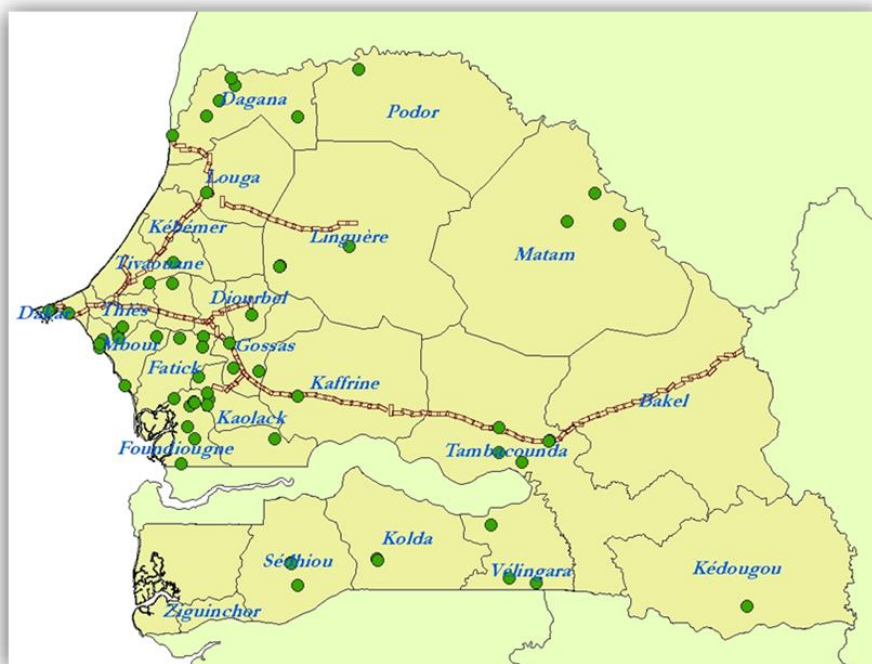 Podor
Dagana
Louga
Kébémer
Linguère
Matam
Tivaouane
Diourbel
Dakar
Thiès
Mbour
Gossas
Fatick
Kaffrine
Bakel
Kaolack
Foundiougne
Tambacounda
Kolda
Sédhiou
Vélingara
Kédougou
Ziguinchor